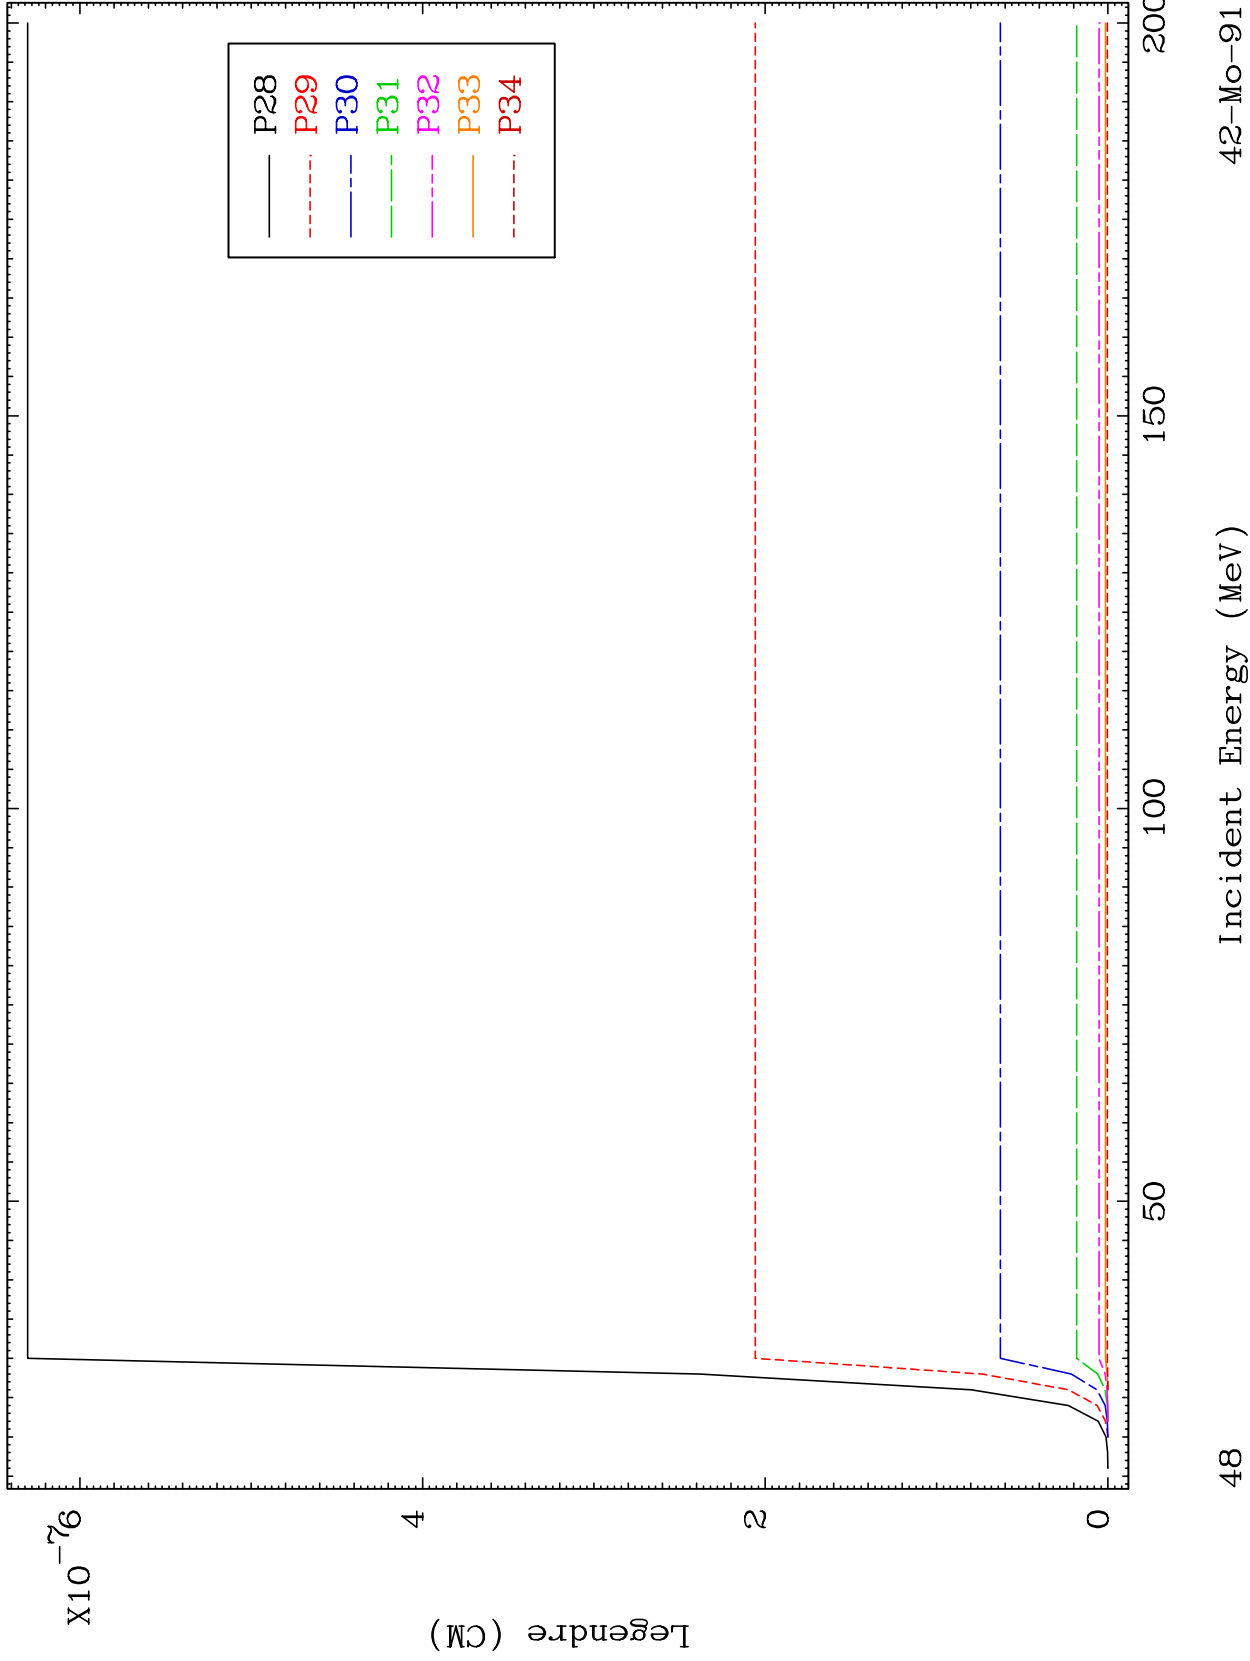 X10⁻⁷
6
4
2
0
Legendre (CM)
P28
P29
P30
P31
P32
P33
P34
50 100 150 200
48 Incident Energy (MeV) 42-Mo-91